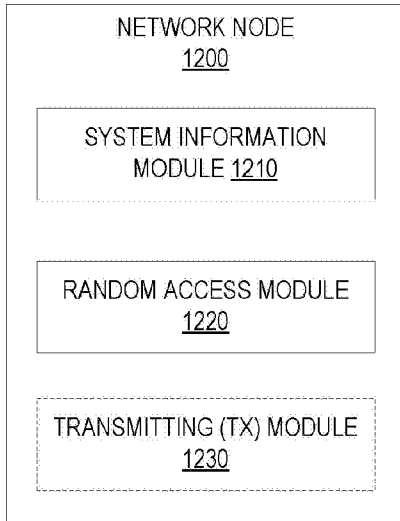 NETWORK NODE
1200
SYSTEM INFORMATION
MODULE 1210
RANDOM ACCESS MODULE
1220
TRANSMITTING (TX) MODULE
1230